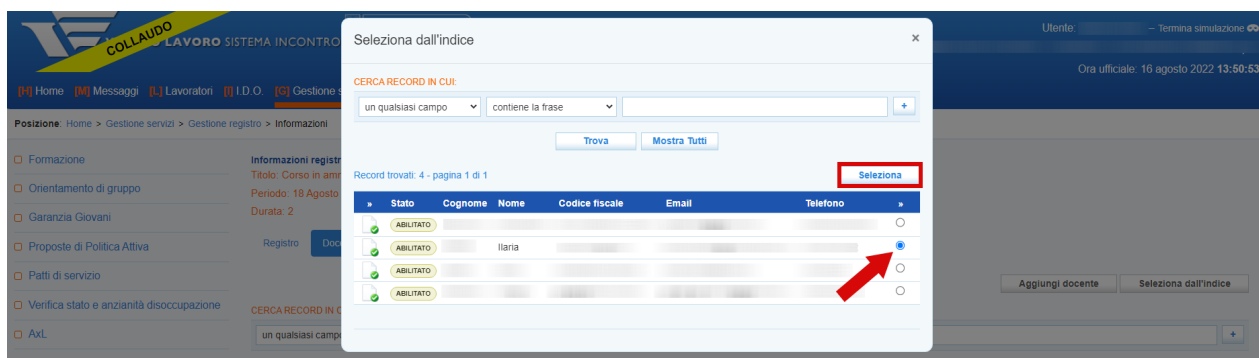 COLLAUDO
LAVORO SISTEMA INCONTRO
Utente: – Termina simulazione
Ora ufficiale: 16 agosto 2022 13:50:53
[H] Home [M] Messaggi [L] Lavoratori [I] I.D.O. [G] Gestione s
Posizione: Home > Gestione servizi > Gestione registro > Informazioni
Formazione
Orientamento di gruppo
Garanzia Giovani
Proposte di Politica Attiva
Patti di servizio
Verifica stato e anzianità disoccupazione
AxL
Informazioni registr
Titolo: Corso in amm
Periodo: 18 Agosto
Durata: 2
Registro Doce
CERCA RECORD IN C
un qualsiasi campo
Seleziona dall'indice ×
CERCA RECORD IN CUI:
un qualsiasi campo contiene la frase +
Trova Mostra Tutti
Record trovati: 4 - pagina 1 di 1 Seleziona
» Stato Cognome Nome Codice fiscale Email Telefono »
ABILITATO
ABILITATO Ilaria
ABILITATO
ABILITATO
Aggiungi docente Seleziona dall'indice
+